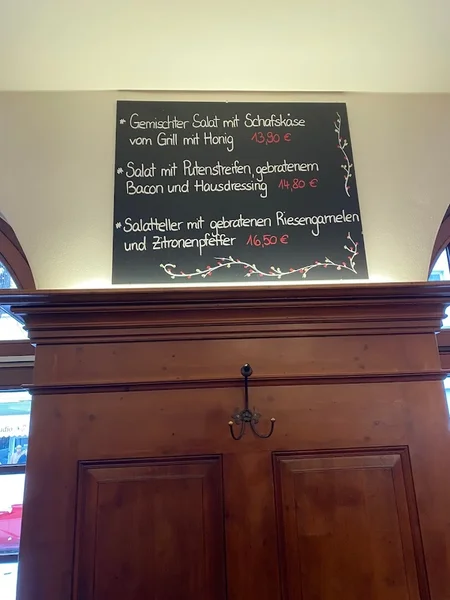 * Gemischter Salat mit Schafskäse
vom Grill mit Honig 13,90 €
* Salat mit Putenstreifen, gebratenem
Bacon und Hausdressing 14,80 €
* Salatteller mit gebratenen Riesengarnelen
und Zitronenpfeffer 16,50 €